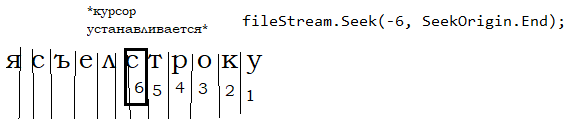 *курсор
устанавливается*
fileStream.Seek(-6, SeekOrigin.End);
я с ъ е л с т р о к у
6 5 4 3 2 1